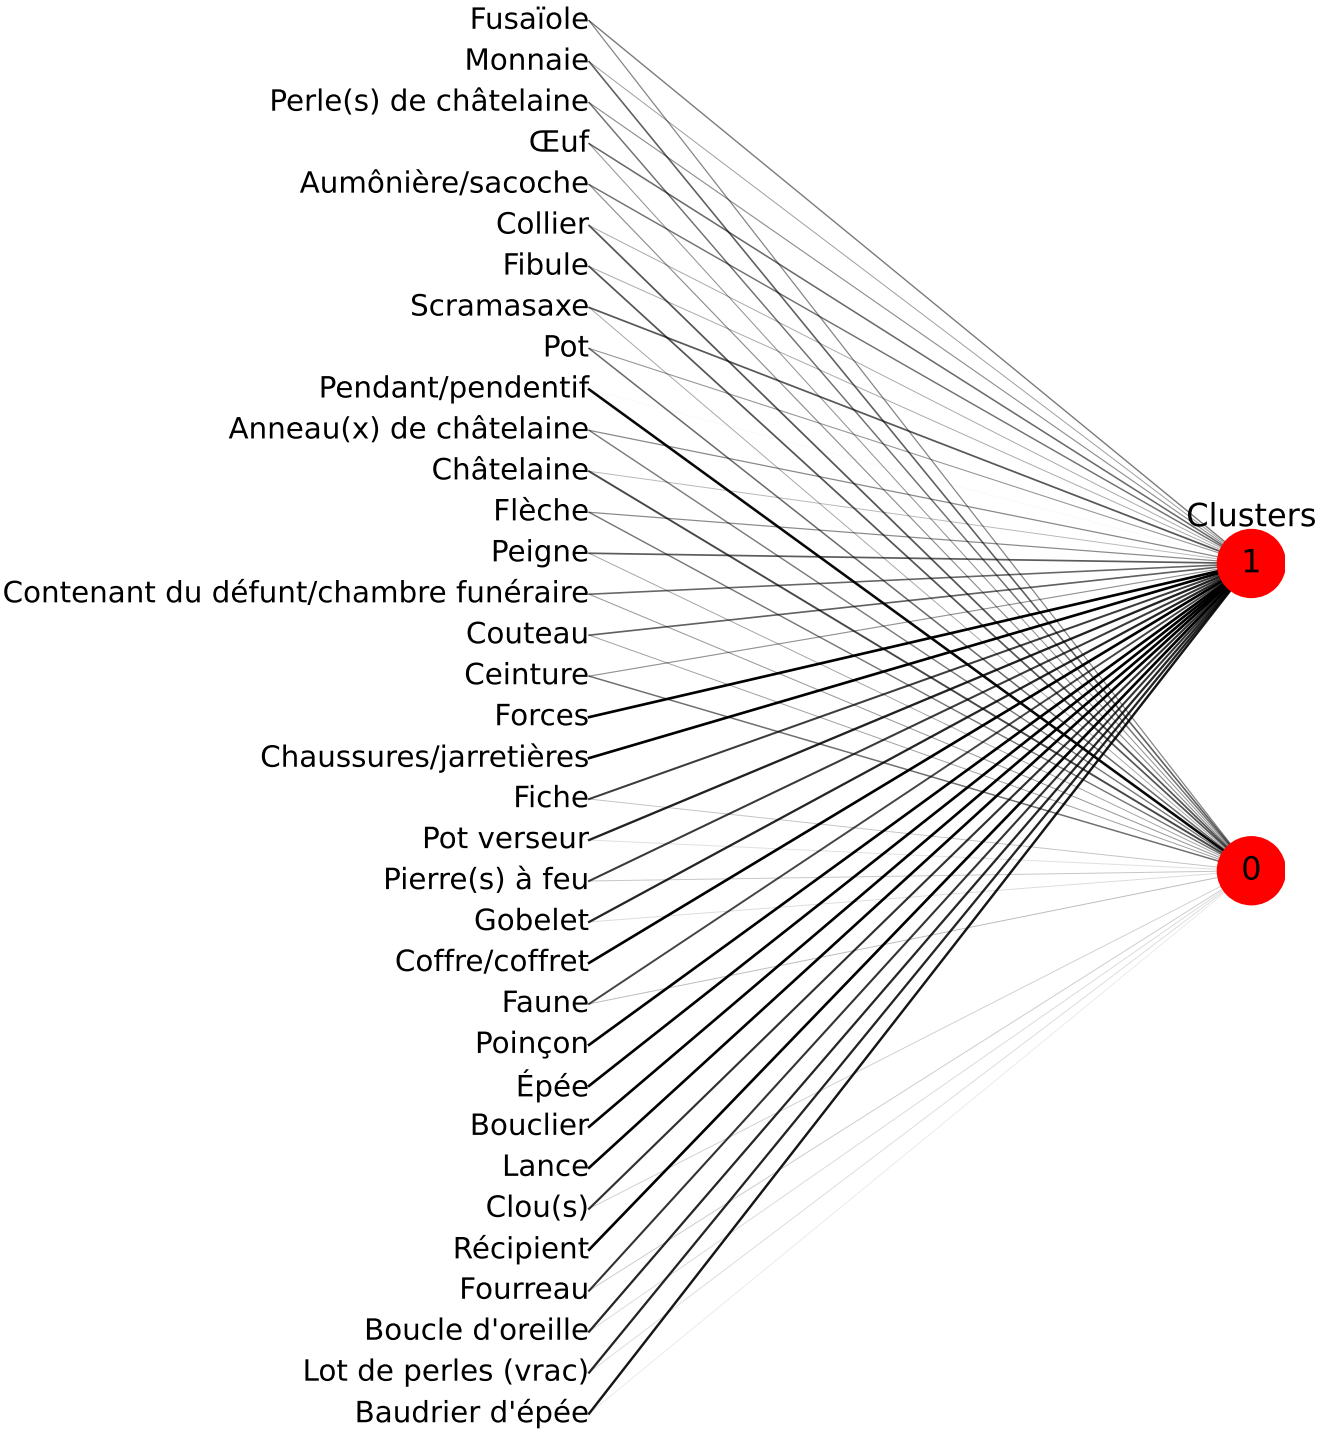 Fusaïole
Monnaie
Perle(s) de châtelaine
Œuf
Aumônière/sacoche
Collier
Fibule
Scramasaxe
Pot
Pendant/pendentif
Anneau(x) de châtelaine
Châtelaine
Flèche
Clusters
Peigne
1
Contenant du défunt/chambre funéraire
Couteau
Ceinture
Forces
Chaussures/jarretières
Fiche
Pot verseur
0
Pierre(s) à feu
Gobelet
Coffre/coffret
Faune
Poinçon
Épée
Bouclier
Lance
Clou(s)
Récipient
Fourreau
Boucle d'oreille
Lot de perles (vrac)
Baudrier d'épée